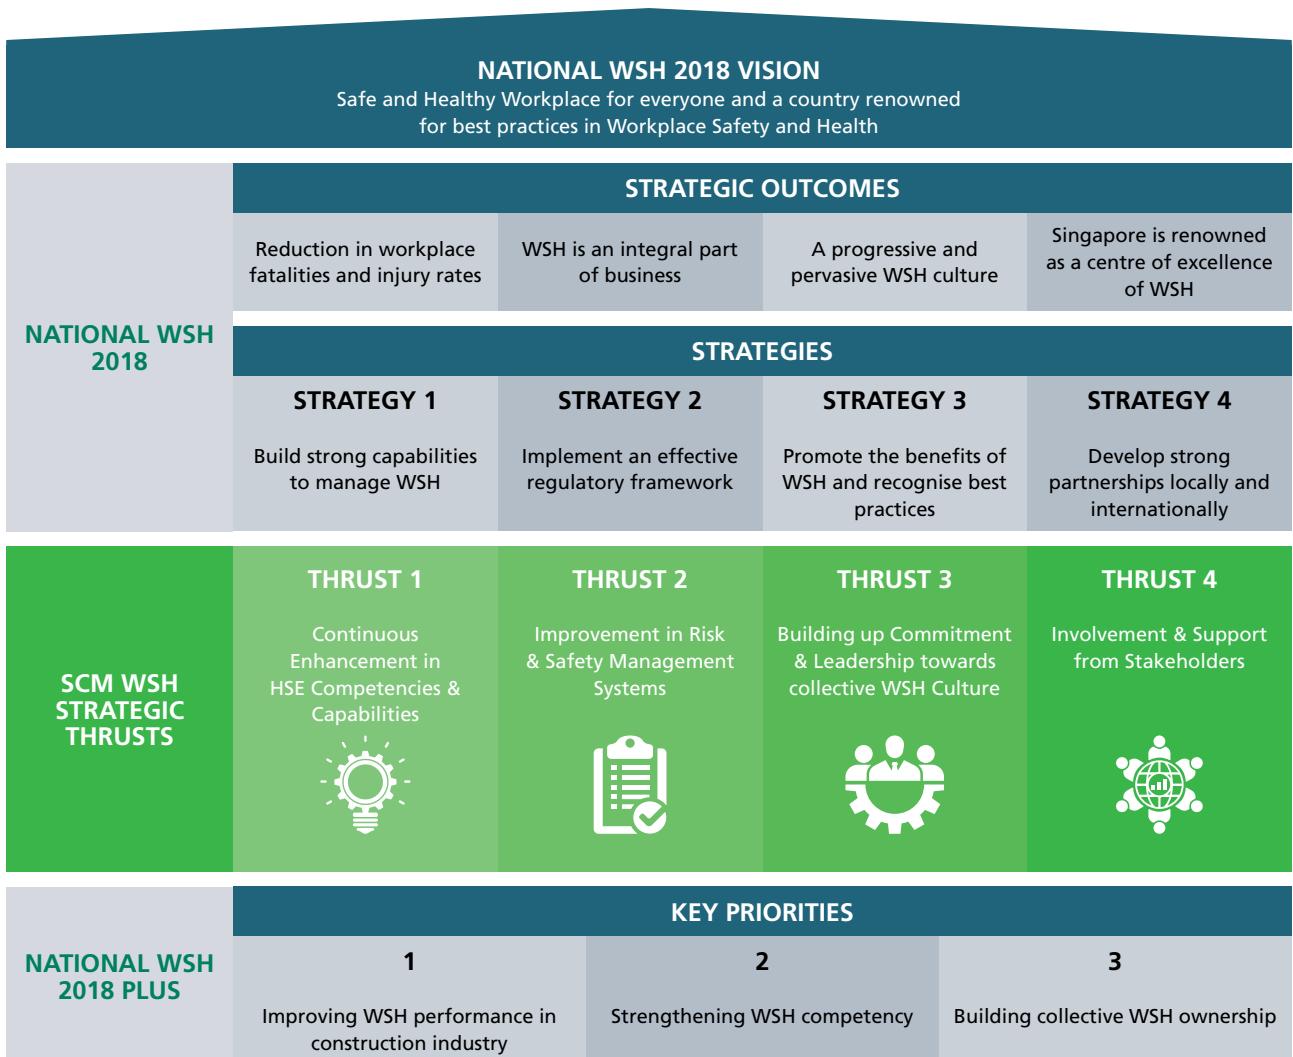 NATIONAL WSH 2018 VISION
Safe and Healthy Workplace for everyone and a country renowned
for best practices in Workplace Safety and Health
NATIONAL WSH
2018
STRATEGIC OUTCOMES
Reduction in workplace
fatalities and injury rates
WSH is an integral part
of business
A progressive and
pervasive WSH culture
Singapore is renowned
as a centre of excellence
of WSH
STRATEGIES
STRATEGY 1
Build strong capabilities
to manage WSH
STRATEGY 2
Implement an effective
regulatory framework
STRATEGY 3
Promote the benefits of
WSH and recognise best
practices
STRATEGY 4
Develop strong
partnerships locally and
internationally
SCM WSH
STRATEGIC
THRUSTS
THRUST 1
Continuous
Enhancement in
HSE Competencies &
Capabilities
THRUST 2
Improvement in Risk
& Safety Management
Systems
THRUST 3
Building up Commitment
& Leadership towards
collective WSH Culture
THRUST 4
Involvement & Support
from Stakeholders
NATIONAL WSH
2018 PLUS
KEY PRIORITIES
1
Improving WSH performance in
construction industry
2
Strengthening WSH competency
3
Building collective WSH ownership